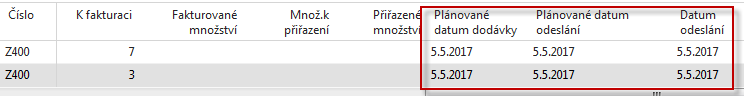 Číslo K fakturaci Fakturované množství Množ.k přiřazení Přiřazené množství Plánované datum dodávky Plánované datum odeslání Datum odeslání
Z400 7 5.5.2017 5.5.2017 5.5.2017
Z400 3 5.5.2017 5.5.2017 5.5.2017